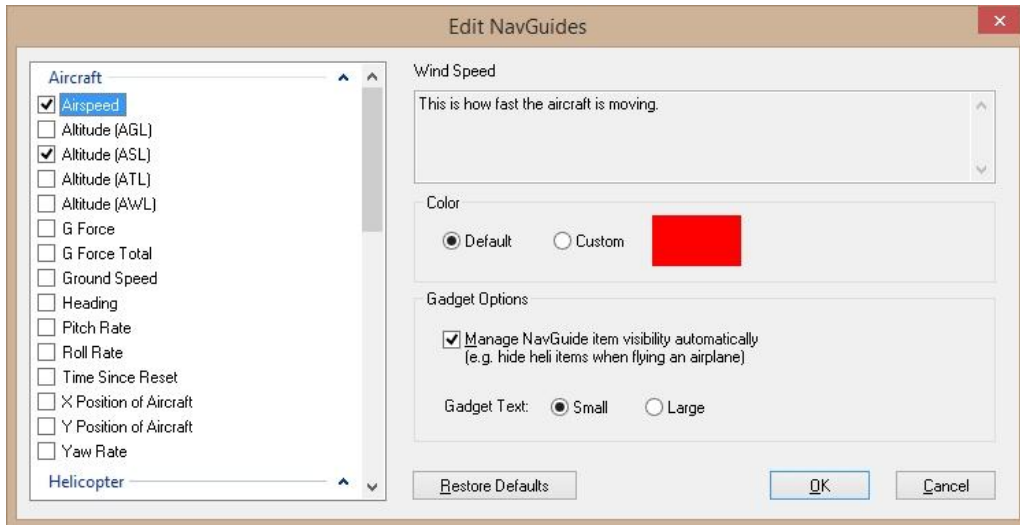 Edit NavGuides
Aircraft
Airspeed
Altitude (AGL)
Altitude (ASL)
Altitude (ATL)
Altitude (AWL)
G Force
G Force Total
Ground Speed
Heading
Pitch Rate
Roll Rate
Time Since Reset
X Position of Aircraft
Y Position of Aircraft
Yaw Rate
Helicopter
Wind Speed
This is how fast the aircraft is moving.
Color
Default
Custom
Gadget Options
Manage NavGuide item visibility automatically
(e.g. hide heli items when flying an airplane)
Gadget Text: Small Large
Restore Defaults
OK
Cancel